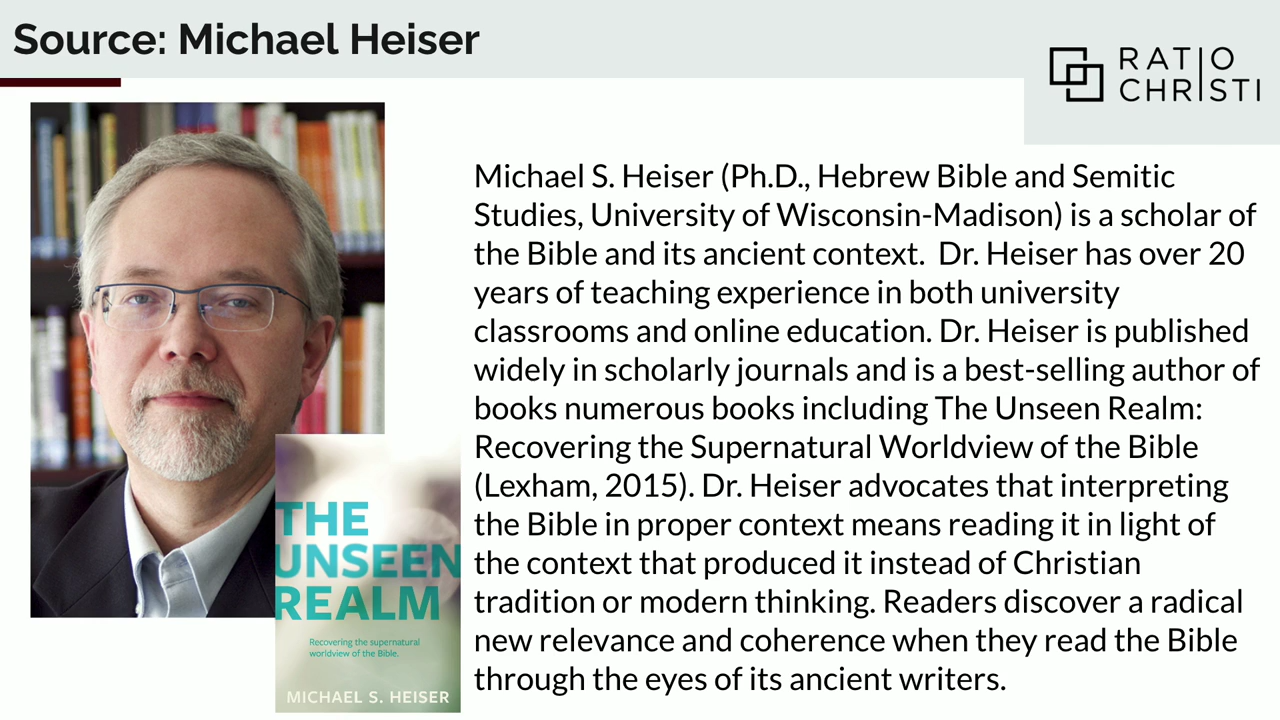 Source: Michael Heiser
RATIO
CHRISTI
Michael S. Heiser (Ph.D., Hebrew Bible and Semitic
Studies, University of Wisconsin-Madison) is a scholar of
the Bible and its ancient context.  Dr. Heiser has over 20
years of teaching experience in both university
classrooms and online education. Dr. Heiser is published
widely in scholarly journals and is a best-selling author of
books numerous books including The Unseen Realm:
Recovering the Supernatural Worldview of the Bible
(Lexham, 2015). Dr. Heiser advocates that interpreting
the Bible in proper context means reading it in light of
the context that produced it instead of Christian
tradition or modern thinking. Readers discover a radical
new relevance and coherence when they read the Bible
through the eyes of its ancient writers.
THE
UNSEEN
REALM
Recovering the supernatural
worldview of the Bible.
MICHAEL S. HEISER